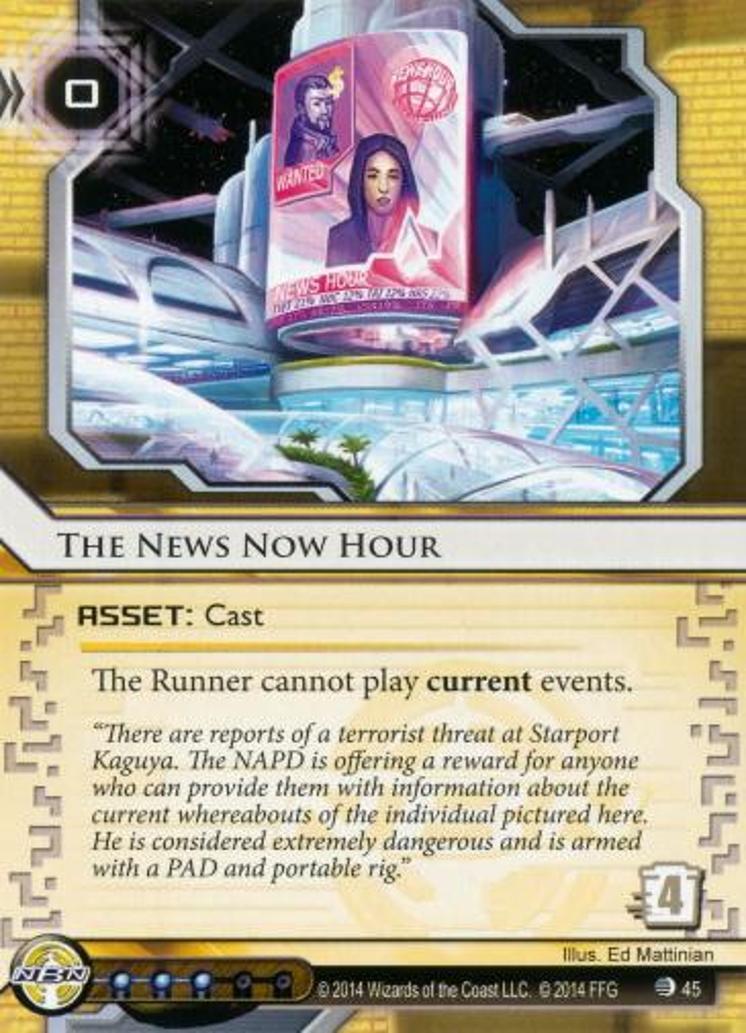 0
WANTED
NEWS HOUR
THE NEWS NOW HOUR
ASSET: Cast
The Runner cannot play current events.
“There are reports of a terrorist threat at Starport
Kaguya. The NAPD is offering a reward for anyone
who can provide them with information about the
current whereabouts of the individual pictured here.
He is considered extremely dangerous and is armed
with a PAD and portable rig.”
4
Illus. Ed Mattinian
NBN
© 2014 Wizards of the Coast LLC. © 2014 FFG
45